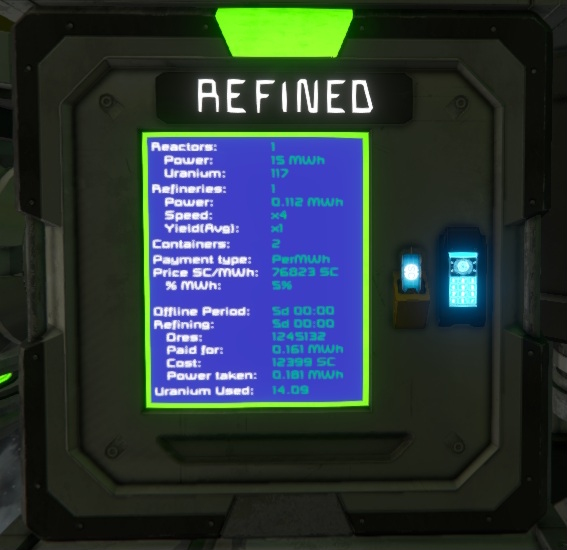 REFINED
Reactors: 1
Power: 15 MWh
Uranium: 117
Refineries: 1
Power: 0.112 MWh
Speed: x4
Yield(Avg): x1
Containers: 2
Payment type: PerMWh
Price SC/MWh: 76823 SC
% MWh: 5%
Offline Period: 5d 00:00
Refining: 5d 00:00
Ores: 1245132
Paid for: 0.161 MWh
Cost: 12399 SC
Power taken: 0.181 MWh
Uranium Used: 14.09